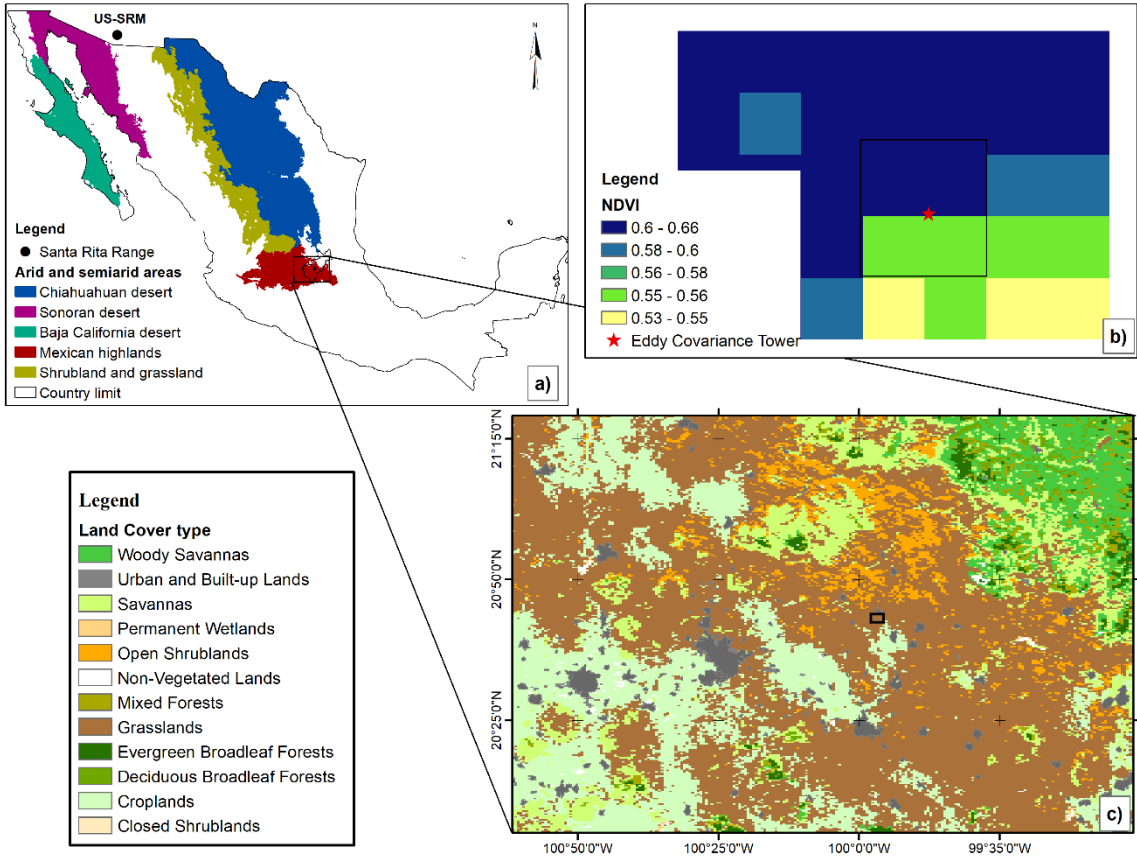 US-SRM
N
Legend
Santa Rita Range
Arid and semiarid areas
Chiahuahuan desert
Sonoran desert
Baja California desert
Mexican highlands
Shrubland and grassland
Country limit
a)
Legend
NDVI
0.6 - 0.66
0.58 - 0.6
0.56 - 0.58
0.55 - 0.56
0.53 - 0.55
Eddy Covariance Tower
b)
Legend
Land Cover type
Woody Savannas
Urban and Built-up Lands
Savannas
Permanent Wetlands
Open Shrublands
Non-Vegetated Lands
Mixed Forests
Grasslands
Evergreen Broadleaf Forests
Deciduous Broadleaf Forests
Croplands
Closed Shrublands
21°15'0"N
20°50'0"N
20°25'0"N
100°50'0"W
100°25'0"W
100°0'0"W
99°35'0"W
c)